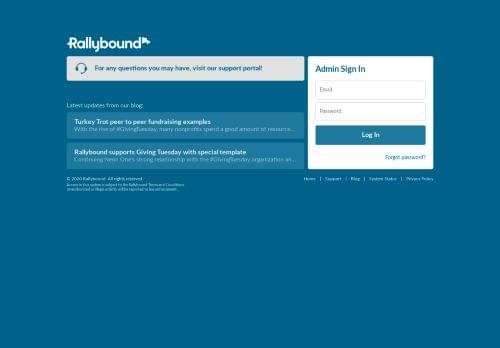 Rallybound
For any questions you may have, visit our support portal!
Latest updates from our blog:
Turkey Trot peer to peer fundraising examples
With the rise of #GivingTuesday, many nonprofits spend a good amount of resource...
Rallybound supports Giving Tuesday with special template
Continuing Neon One's strong relationship with the #GivingTuesday organization an...
Admin Sign In
Email
Password
Log In
Forgot password?
© 2020 Rallybound All rights reserved
Access to this system is subject to the Rallybound Terms and Conditions.
Unauthorized or illegal activity will be reported to law enforcement.
Home | Support | Blog | System Status | Privacy Policy